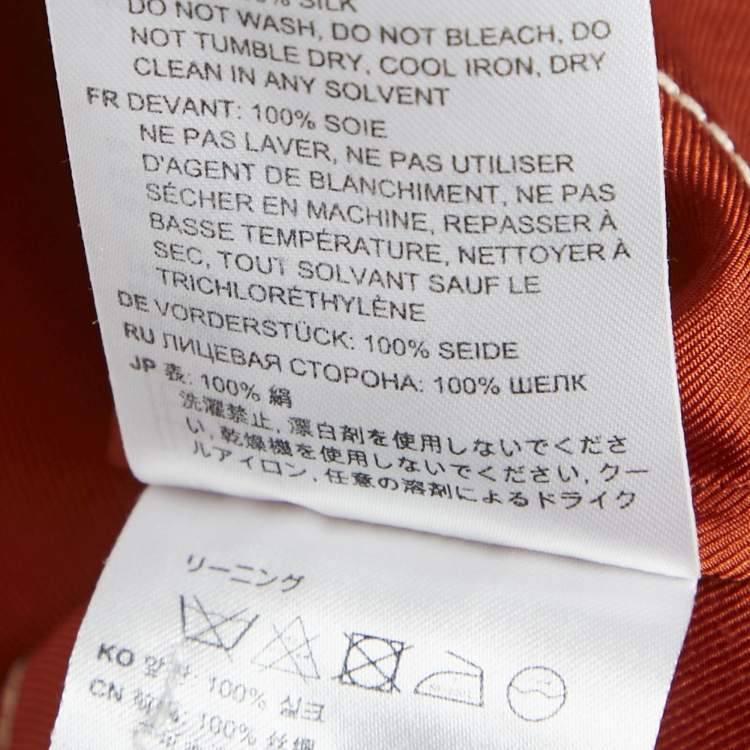 100% SILK
DO NOT WASH, DO NOT BLEACH, DO
NOT TUMBLE DRY, COOL IRON, DRY
CLEAN IN ANY SOLVENT
FR DEVANT: 100% SOIE
NE PAS LAVER, NE PAS UTILISER
D'AGENT DE BLANCHIMENT, NE PAS
SÉCHER EN MACHINE, REPASSER À
BASSE TEMPÉRATURE, NETTOYER À
SEC, TOUT SOLVANT SAUF LE
TRICHLORÉTHYLÈNE
DE VORDERSTÜCK: 100% SEIDE
RU ЛИЦЕВАЯ СТОРОНА: 100% ШЕЛК
JP 表: 100% 絹
洗濯禁止, 漂白剤を使用しないでくださ
い, 乾燥機を使用しないでください, クー
ルアイロン, 任意の溶剤によるドライク
リーニング
KO 앞 100% 실크
CN 100% 丝